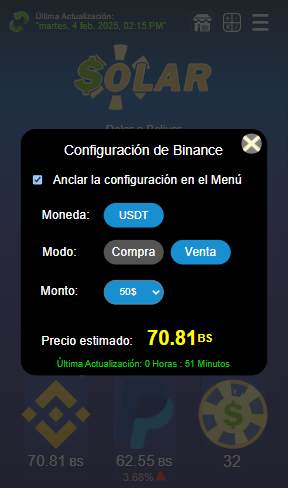 Última Actualización:
"martes, 4 feb. 2025, 02:15 PM"
$OLAR
Dolar a Bolivar
Configuración de Binance
Anclar la configuración en el Menú
Moneda: USDT
Modo: Compra Venta
Monto: 50$
Precio estimado: 70.81 BS
Última Actualización: 0 Horas : 51 Minutos
70.81 BS 62.55 BS 32
3.68%